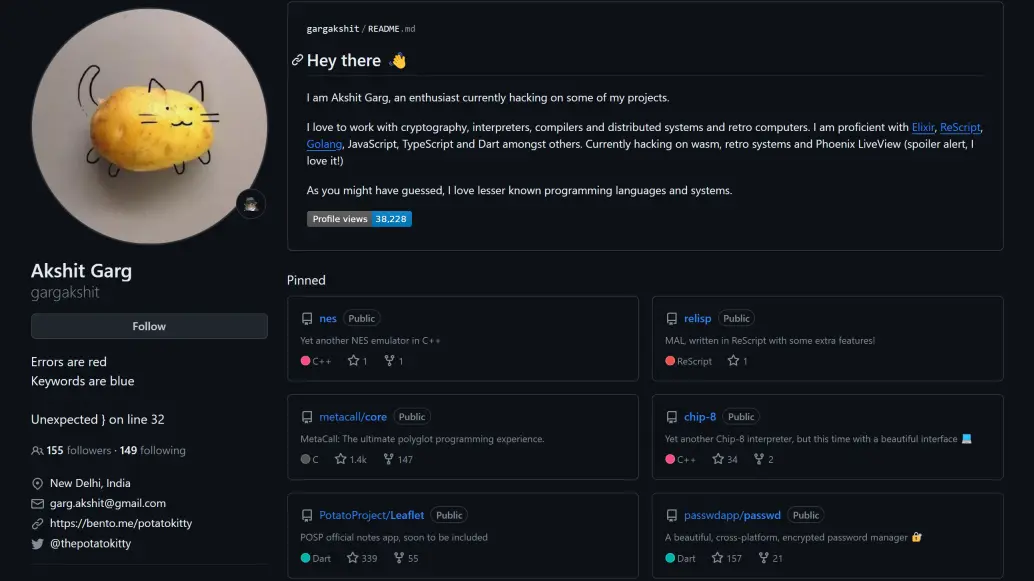 Akshit Garg
gargakshit
Follow
Errors are red
Keywords are blue
Unexpected } on line 32
155 followers · 149 following
New Delhi, India
garg.akshit@gmail.com
https://bento.me/potatokitty
@thepotatokitty
gargakshit/README.md
Hey there 👋
I am Akshit Garg, an enthusiast currently hacking on some of my projects.
I love to work with cryptography, interpreters, compilers and distributed systems and retro computers. I am proficient with Elixir, ReScript,
Golang, JavaScript, TypeScript and Dart amongst others. Currently hacking on wasm, retro systems and Phoenix LiveView (spoiler alert, I
love it!)
As you might have guessed, I love lesser known programming languages and systems.
Profile views 38,228
Pinned
nes Public
Yet another NES emulator in C++
C++ 1 1
relisp Public
MAL, written in ReScript with some extra features!
ReScript 1
metacall/core Public
MetaCall: The ultimate polyglot programming experience.
C 1.4k 147
chip-8 Public
Yet another Chip-8 interpreter, but this time with a beautiful interface 💻
C++ 34 2
PotatoProject/Leaflet Public
POSP official notes app, soon to be included
Dart 339 55
passwdapp/passwd Public
A beautiful, cross-platform, encrypted password manager 🔐
Dart 157 21